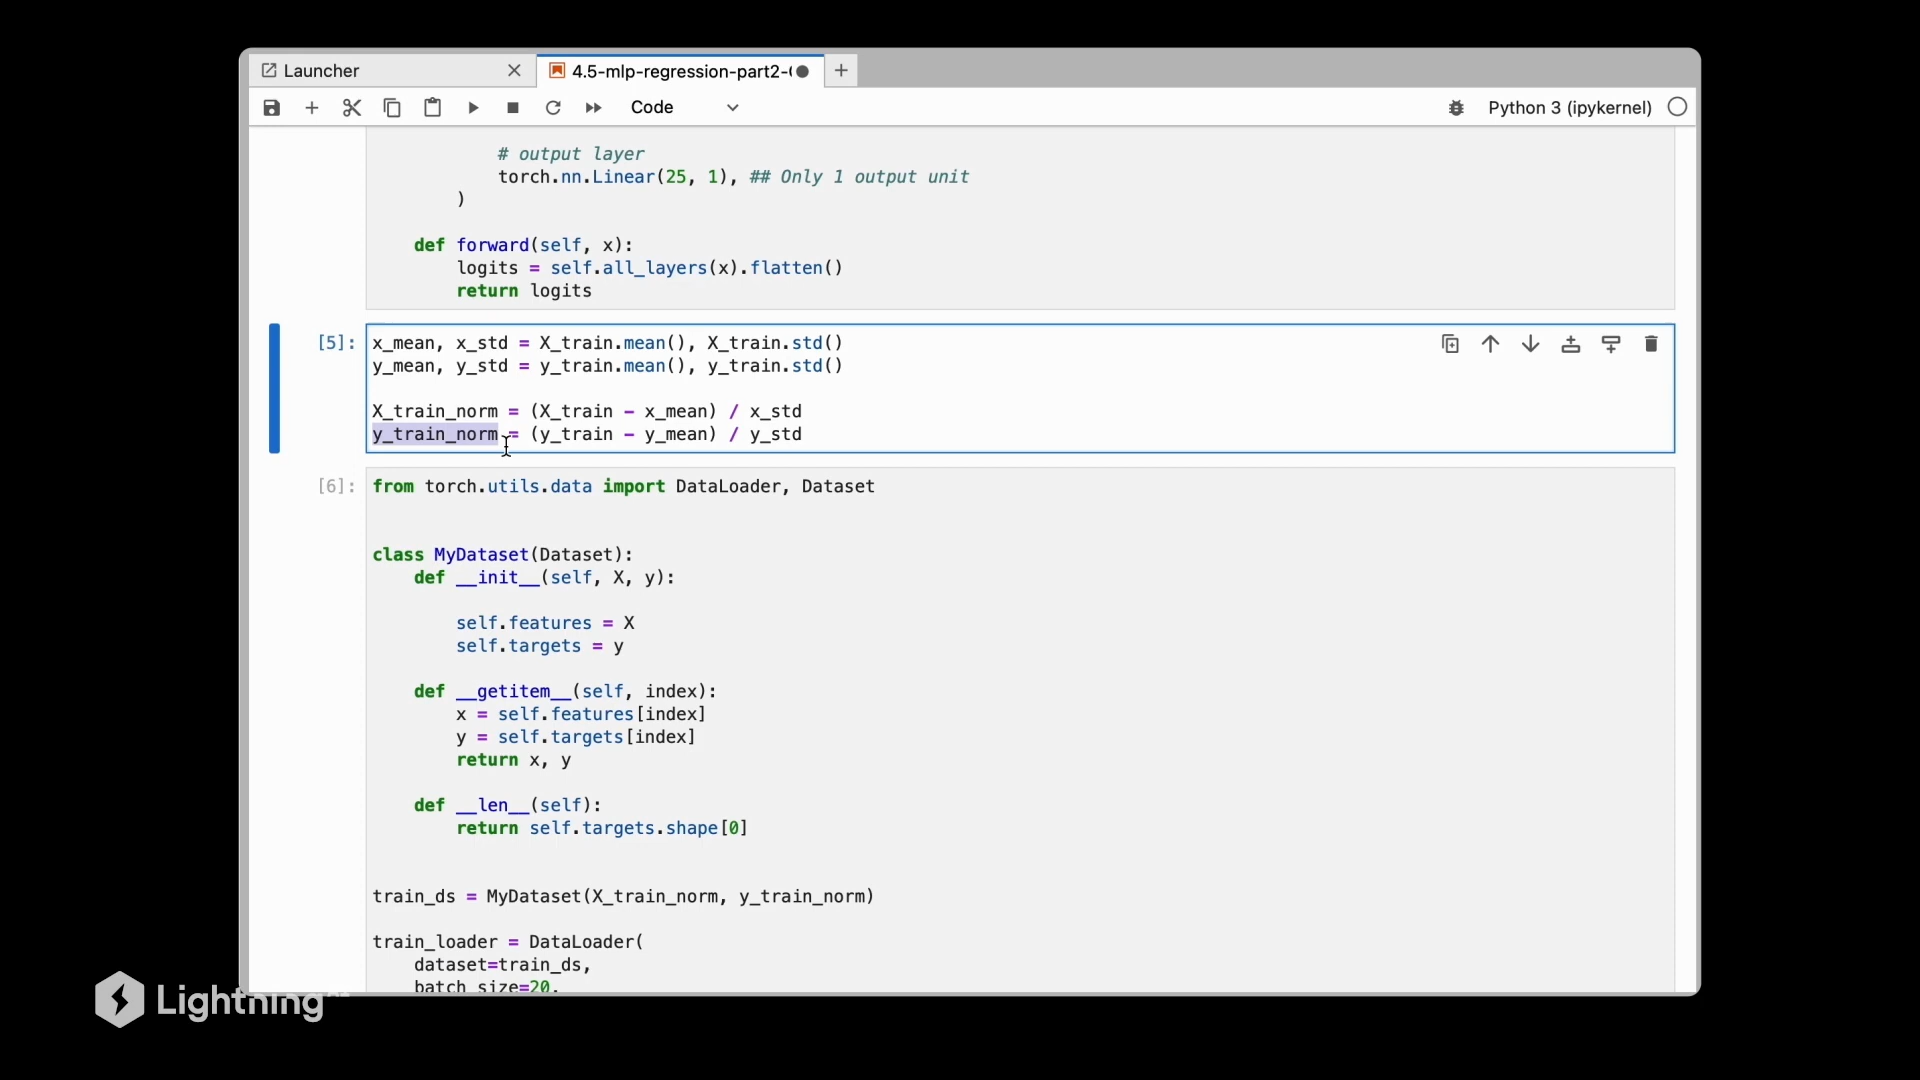 Launcher
4.5-mlp-regression-part2-(
Code
Python 3 (ipykernel)
# output layer
torch.nn.Linear(25, 1), ## Only 1 output unit
)
def forward(self, x):
logits = self.all_layers(x).flatten()
return logits
[5]:
x_mean, x_std = X_train.mean(), X_train.std()
y_mean, y_std = y_train.mean(), y_train.std()
X_train_norm = (X_train - x_mean) / x_std
y_train_norm = (y_train - y_mean) / y_std
[6]:
from torch.utils.data import DataLoader, Dataset
class MyDataset(Dataset):
def __init__(self, X, y):
self.features = X
self.targets = y
def __getitem__(self, index):
x = self.features[index]
y = self.targets[index]
return x, y
def __len__(self):
return self.targets.shape[0]
train_ds = MyDataset(X_train_norm, y_train_norm)
train_loader = DataLoader(
dataset=train_ds,
batch_size=20,
Lightning